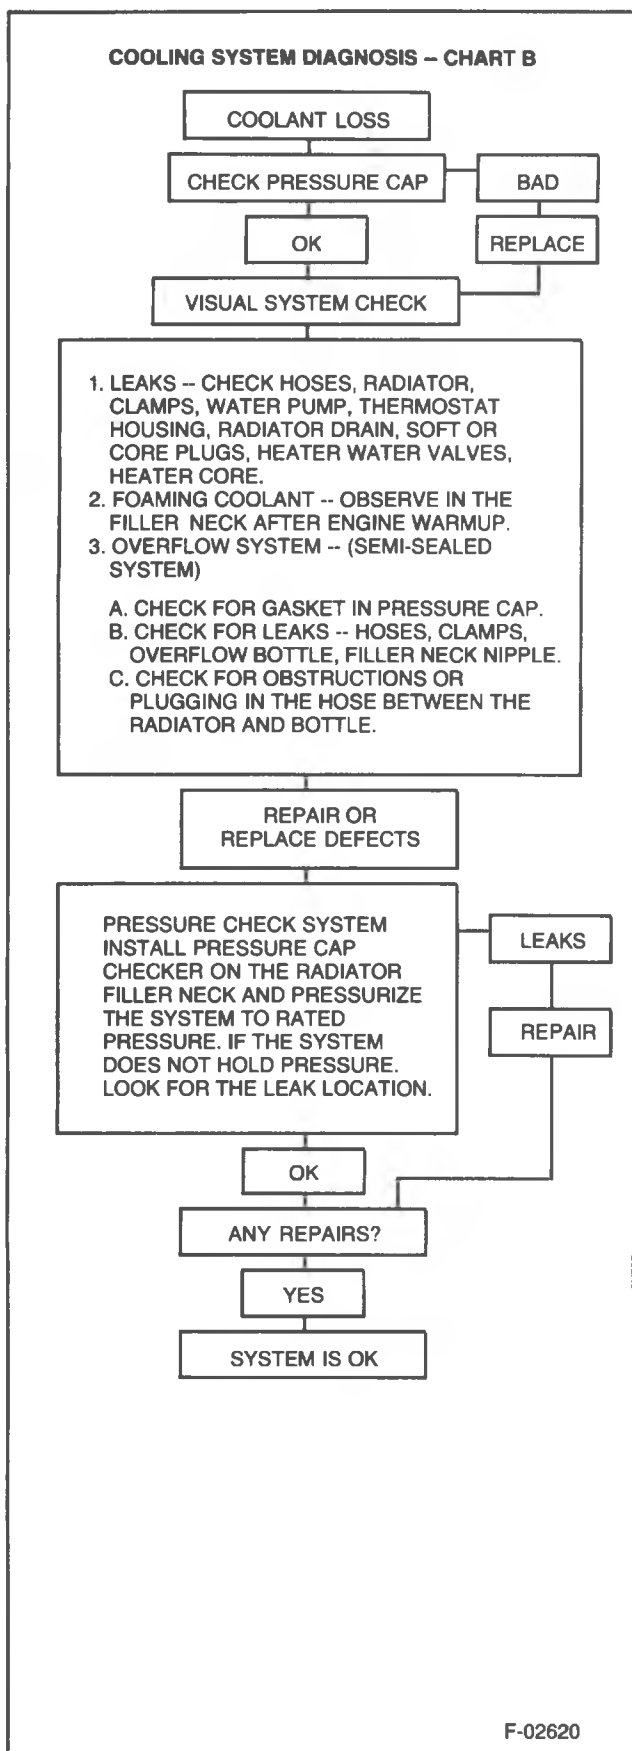 COOLING SYSTEM DIAGNOSIS -- CHART B
COOLANT LOSS
CHECK PRESSURE CAP
BAD
OK
REPLACE
VISUAL SYSTEM CHECK
1. LEAKS -- CHECK HOSES, RADIATOR,
CLAMPS, WATER PUMP, THERMOSTAT
HOUSING, RADIATOR DRAIN, SOFT OR
CORE PLUGS, HEATER WATER VALVES,
HEATER CORE.
2. FOAMING COOLANT -- OBSERVE IN THE
FILLER NECK AFTER ENGINE WARMUP.
3. OVERFLOW SYSTEM -- (SEMI-SEALED
SYSTEM)
A. CHECK FOR GASKET IN PRESSURE CAP.
B. CHECK FOR LEAKS -- HOSES, CLAMPS,
OVERFLOW BOTTLE, FILLER NECK NIPPLE.
C. CHECK FOR OBSTRUCTIONS OR
PLUGGING IN THE HOSE BETWEEN THE
RADIATOR AND BOTTLE.
REPAIR OR
REPLACE DEFECTS
PRESSURE CHECK SYSTEM
INSTALL PRESSURE CAP
CHECKER ON THE RADIATOR
FILLER NECK AND PRESSURIZE
THE SYSTEM TO RATED
PRESSURE. IF THE SYSTEM
DOES NOT HOLD PRESSURE.
LOOK FOR THE LEAK LOCATION.
LEAKS
REPAIR
OK
ANY REPAIRS?
YES
SYSTEM IS OK
F-02620